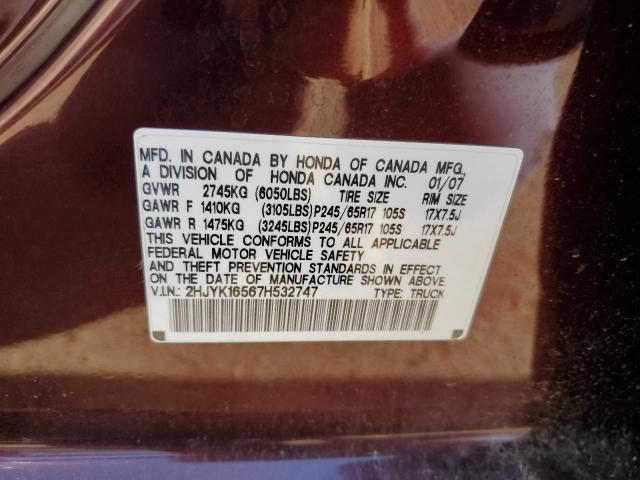 MFD. IN CANADA BY HONDA OF CANADA MFG.,
A DIVISION OF HONDA CANADA INC. 01/07
GVWR 2745KG (6050LBS) TIRE SIZE RIM SIZE
GAWR F 1410KG (3105LBS)P245/65R17 105S 17X7.5J
GAWR R 1475KG (3245LBS)P245/65R17 105S 17X7.5J
THIS VEHICLE CONFORMS TO ALL APPLICABLE
FEDERAL MOTOR VEHICLE SAFETY
AND THEFT PREVENTION STANDARDS IN EFFECT
ON THE DATE OF MANUFACTURE SHOWN ABOVE.
V.I.N.: 2HJYK16567H532747 TYPE: TRUCK